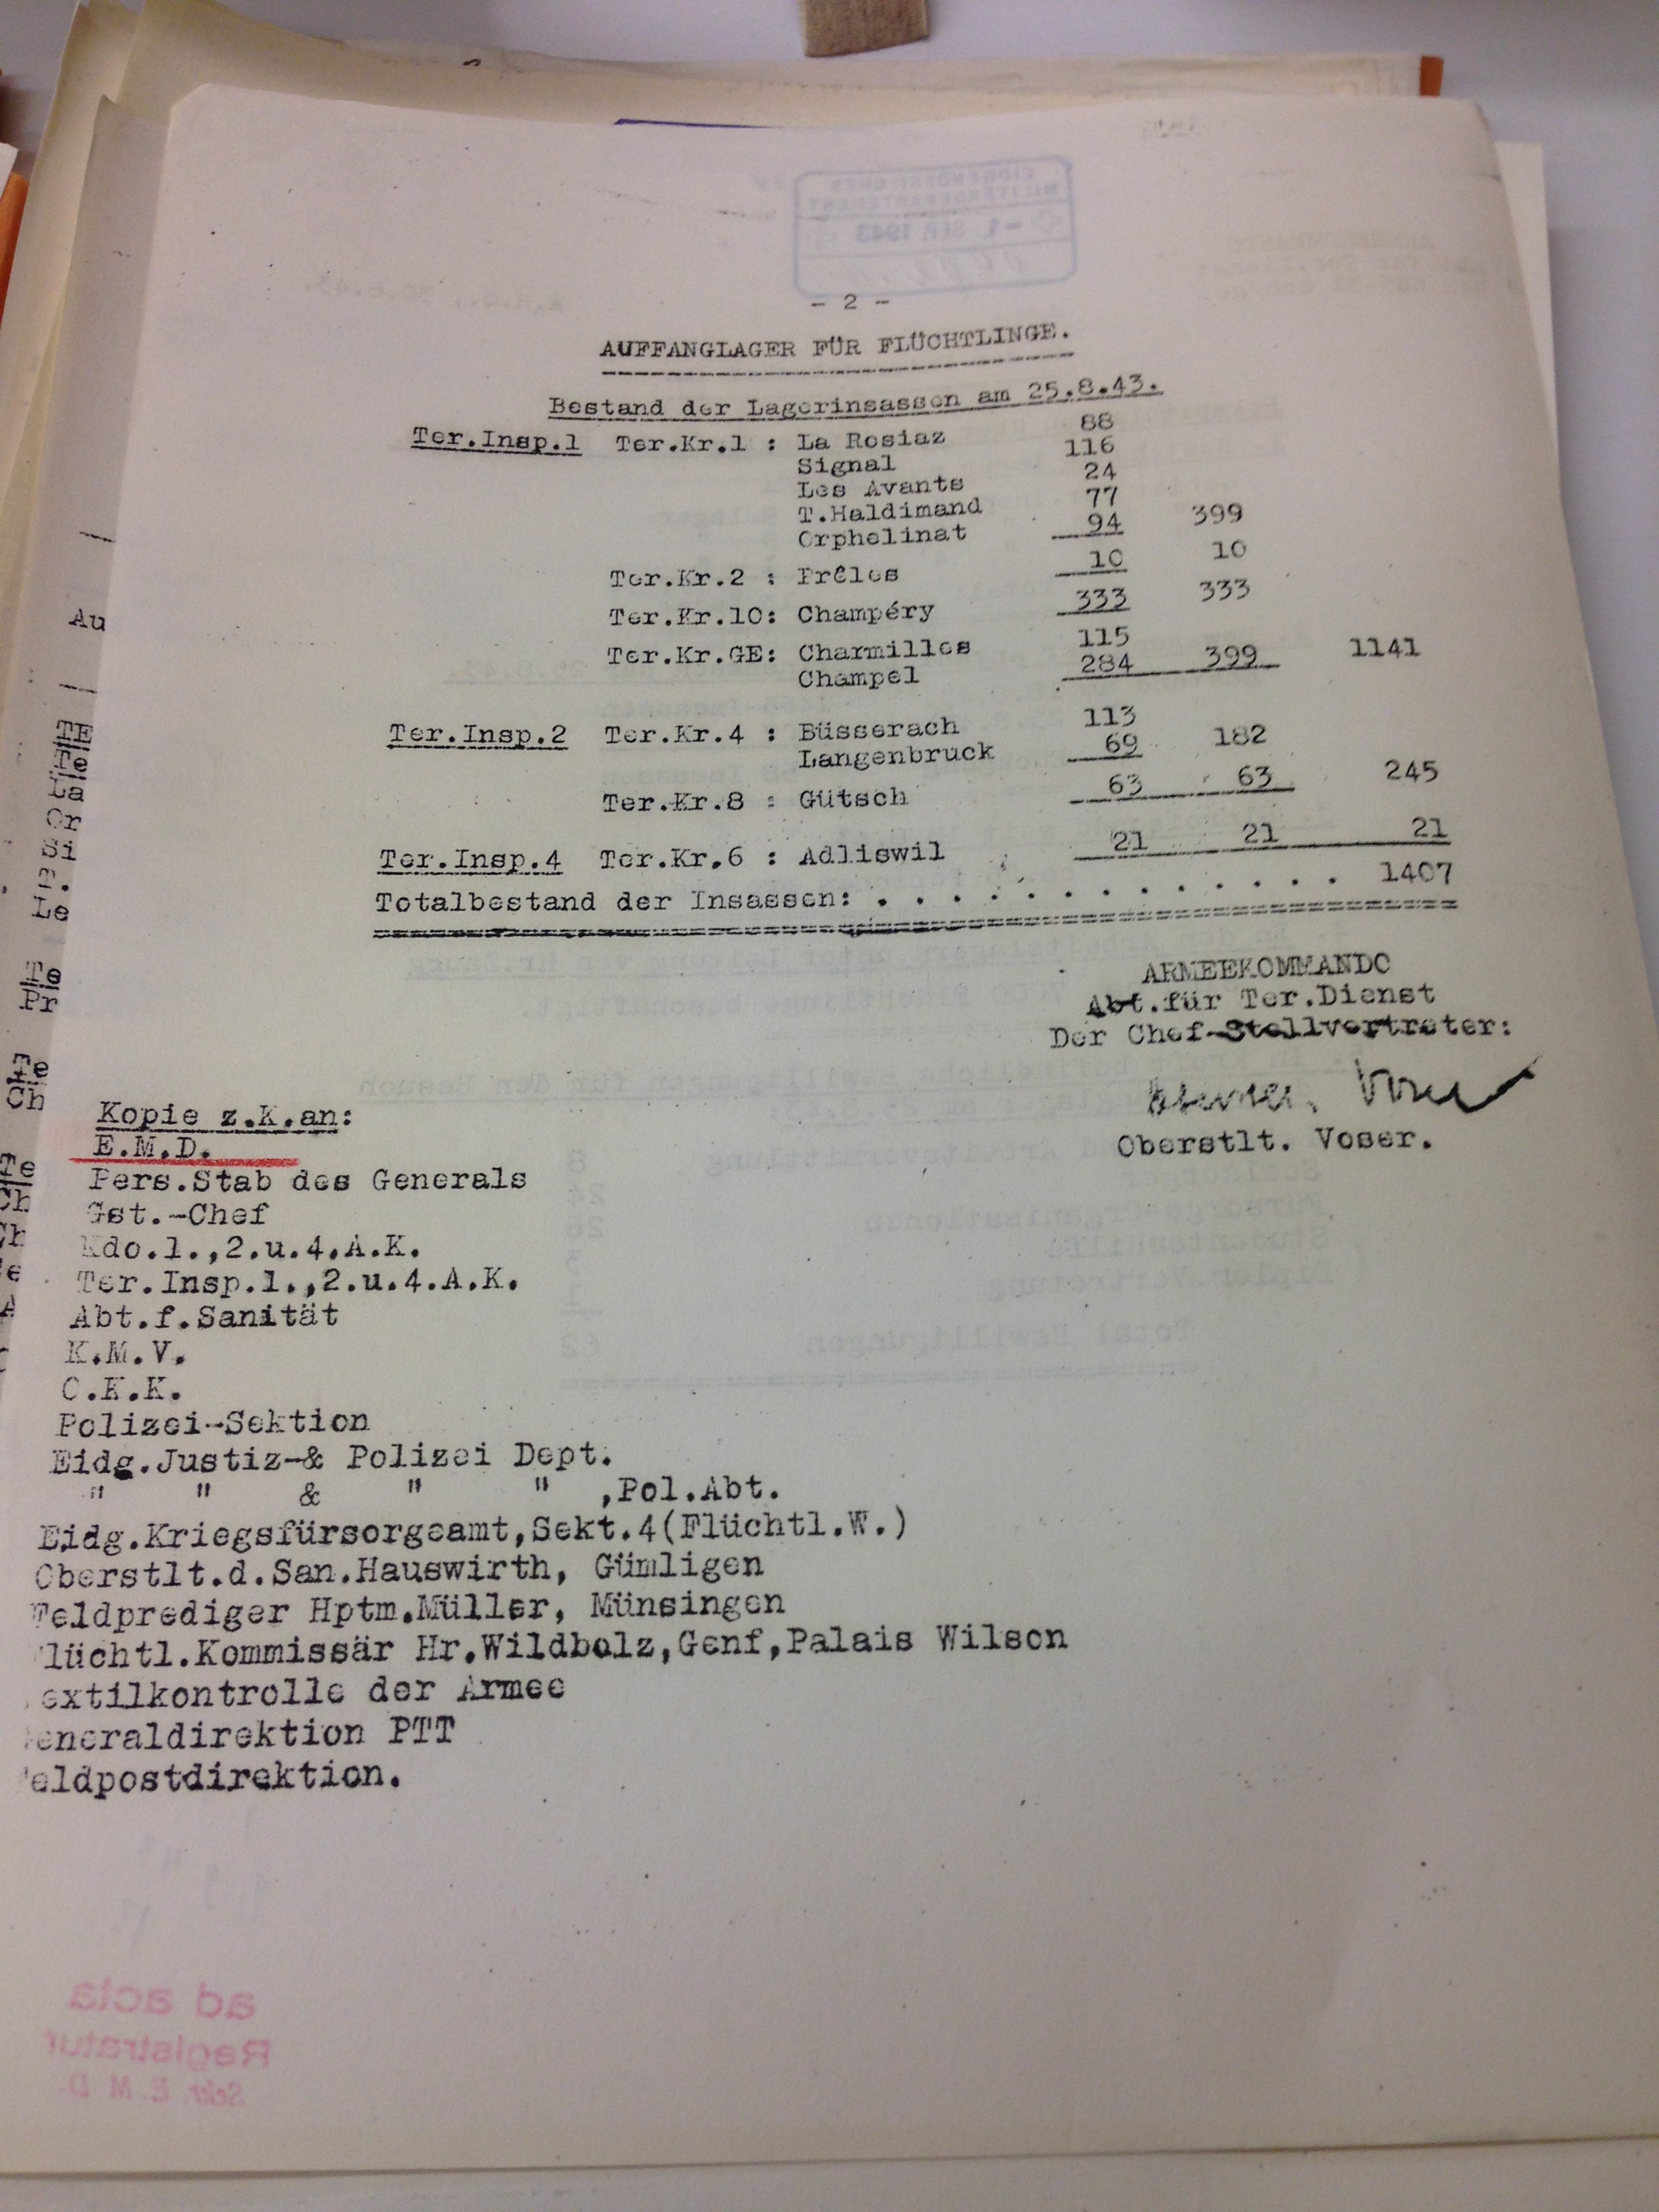 - 2 -
AUFFANGLAGER FÜR FLÜCHTLINGE.
Bestand der Lagerinsassen am 25.8.43.
Ter.Insp.1 Ter.Kr.1 : La Rosiaz 88
Signal 116
Les Avants 24
T.Haldimand 77
Orphelinat 94 399
Ter.Kr.2 : Prêles 10 10
Ter.Kr.10: Champéry 333 333
Ter.Kr.GE: Charmilles 115
Champel 284 399 1141
Ter.Insp.2 Ter.Kr.4 : Büsserach 113
Langenbruck 69 182
Ter.Kr.8 : Gütsch 63 63 245
Ter.Insp.4 Ter.Kr.6 : Adliswil 21 21 21
Totalbestand der Insassen: . . . . . . . . . . . . . 1407
ARMEEKOMMANDO
Abt.für Ter.Dienst
Der Chef-Stellvertreter:
Oberstlt. Voser.
Kopie z.K.an:
E.M.D.
Pers.Stab des Generals
Gst.-Chef
Kdo.1.,2.u.4.A.K.
Ter.Insp.1.,2.u.4.A.K.
Abt.f.Sanität
K.M.V.
O.K.K.
Polizei-Sektion
Eidg.Justiz-& Polizei Dept.
" " & " " ,Pol.Abt.
Eidg.Kriegsfürsorgeamt,Sekt.4(Flüchtl.W.)
Oberstlt.d.San.Hauswirth, Gümligen
Feldprediger Hptm.Müller, Münsingen
lüchtl.Kommissär Hr.Wildbolz,Genf,Palais Wilson
extilkontrolle der Armee
eneraldirektion PTT
eldpostdirektion.
ad acta
Registratur
Sekr. E M D.